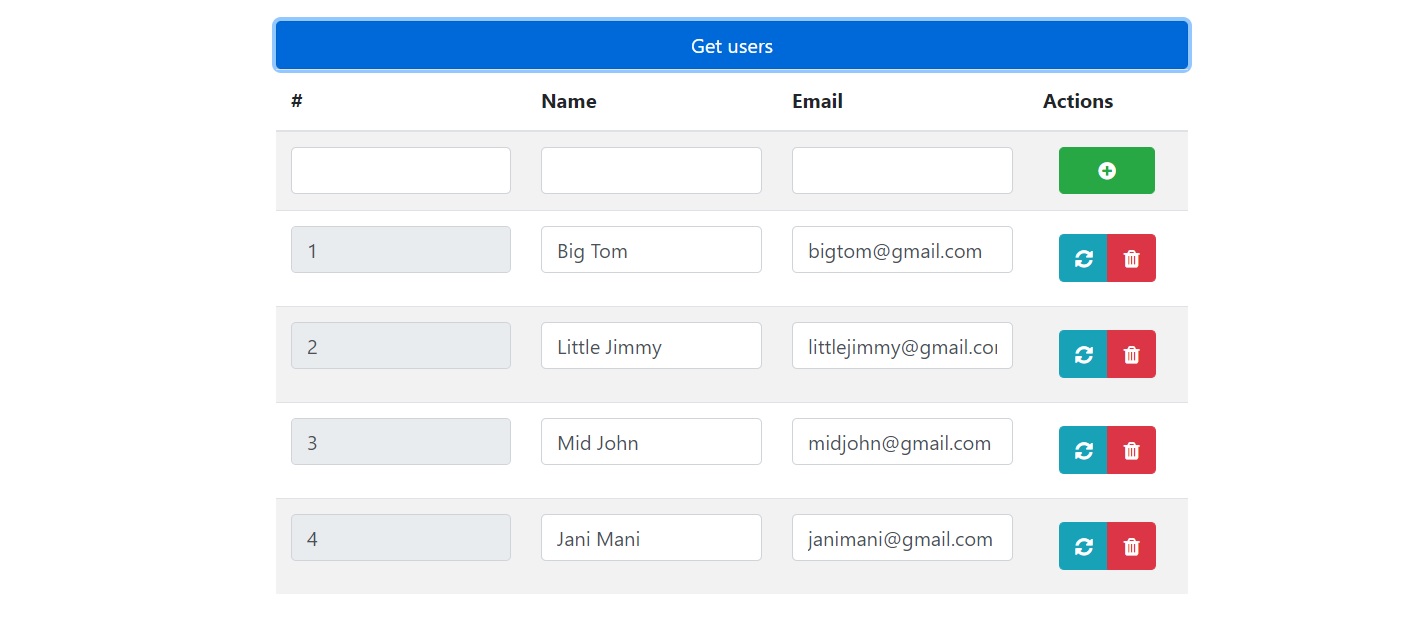 Get users
# Name Email Actions
1 Big Tom bigtom@gmail.com
2 Little Jimmy littlejimmy@gmail.co
3 Mid John midjohn@gmail.com
4 Jani Mani janimani@gmail.com